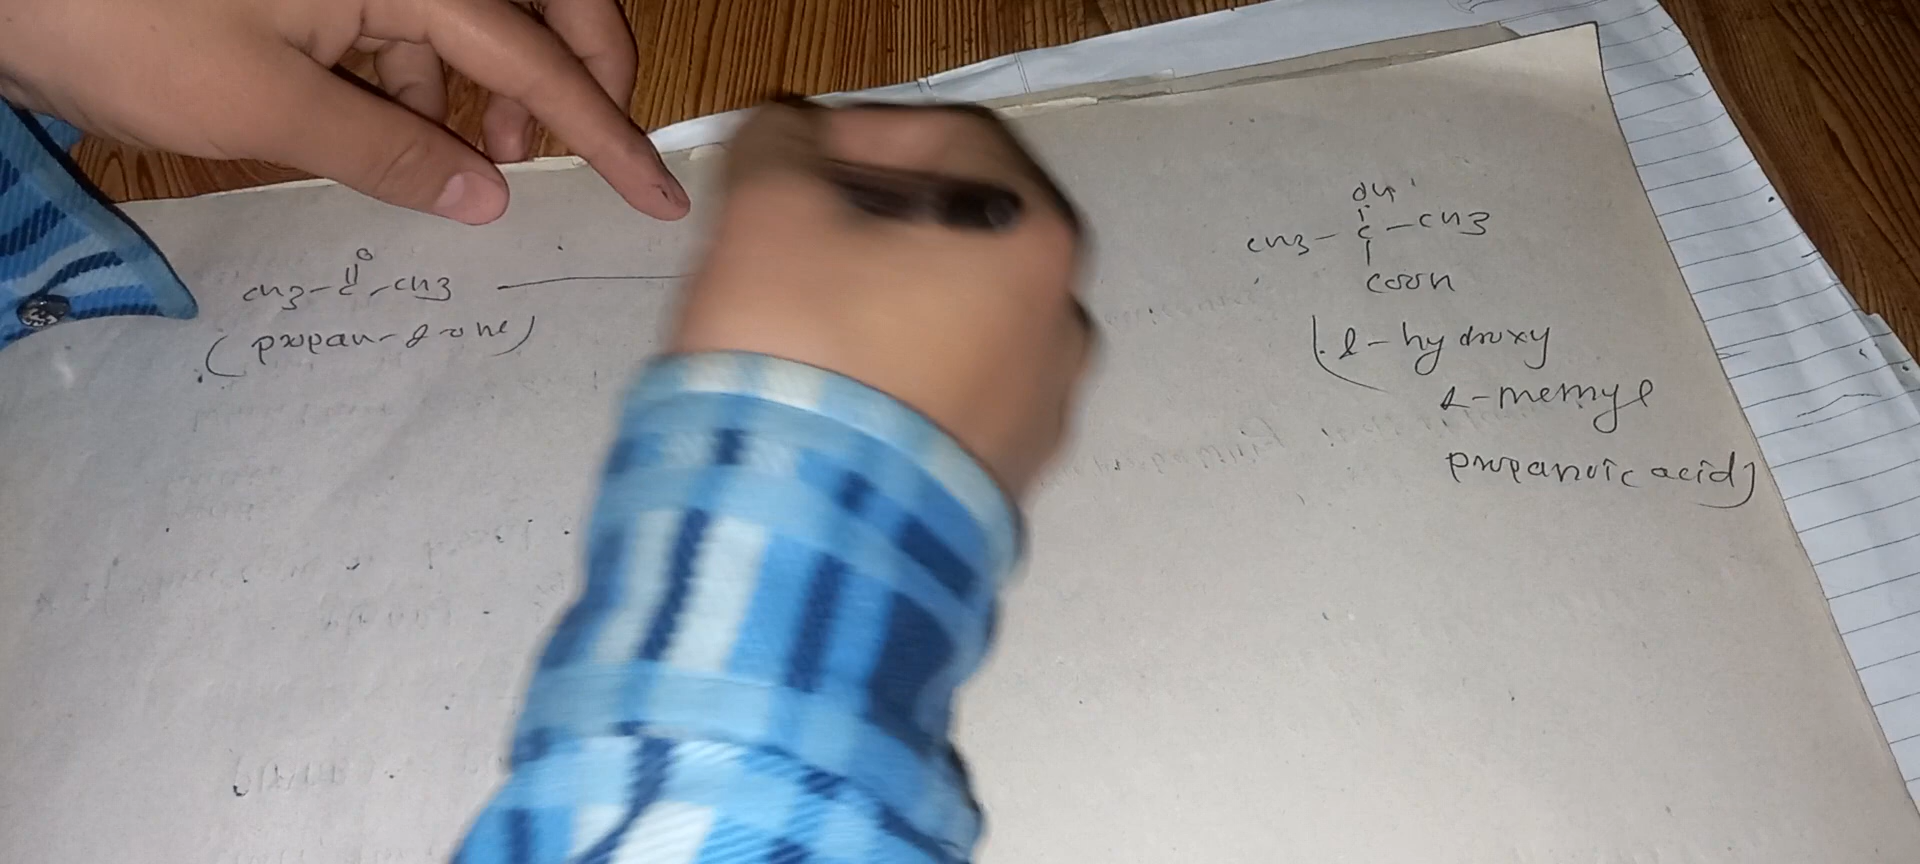 O
CH3-C-CH3
(propan-2 one)
OH
CH3-C-CH3
COOH
(2-hydroxy
2-methyl
propanoic acid)